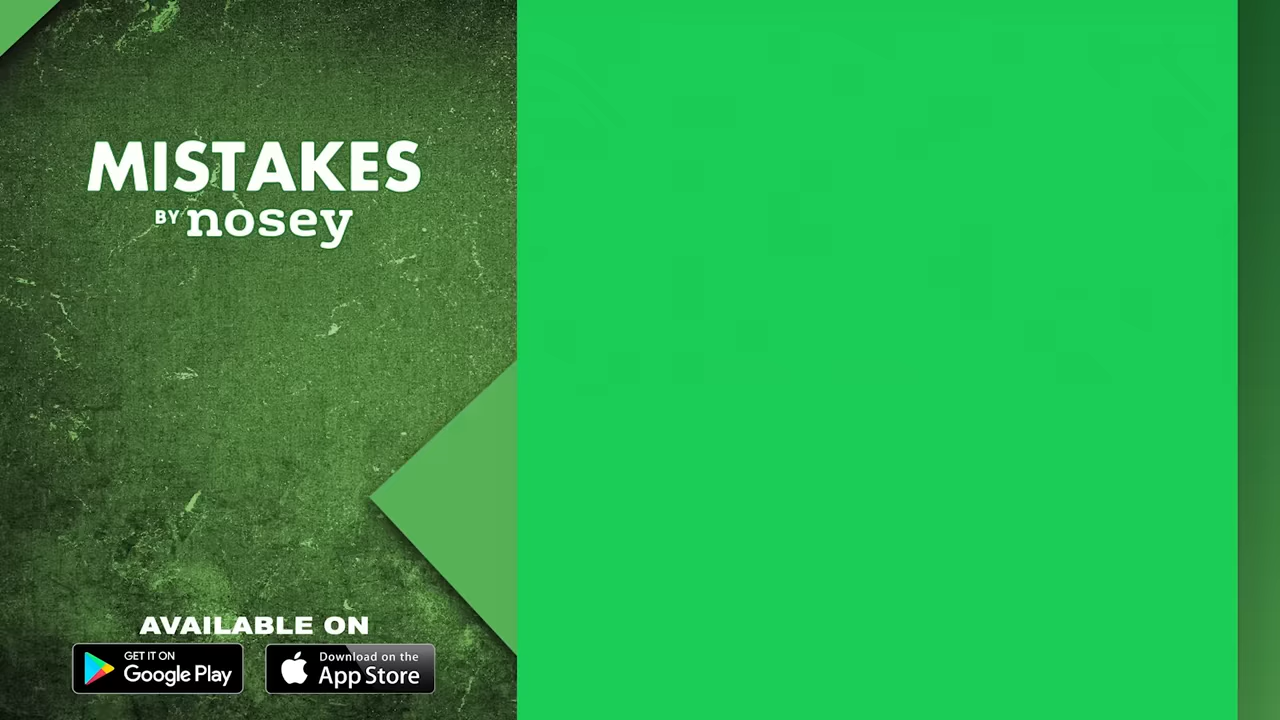 MISTAKES
BY nosey
AVAILABLE ON
GET IT ON
Google Play
Download on the
App Store